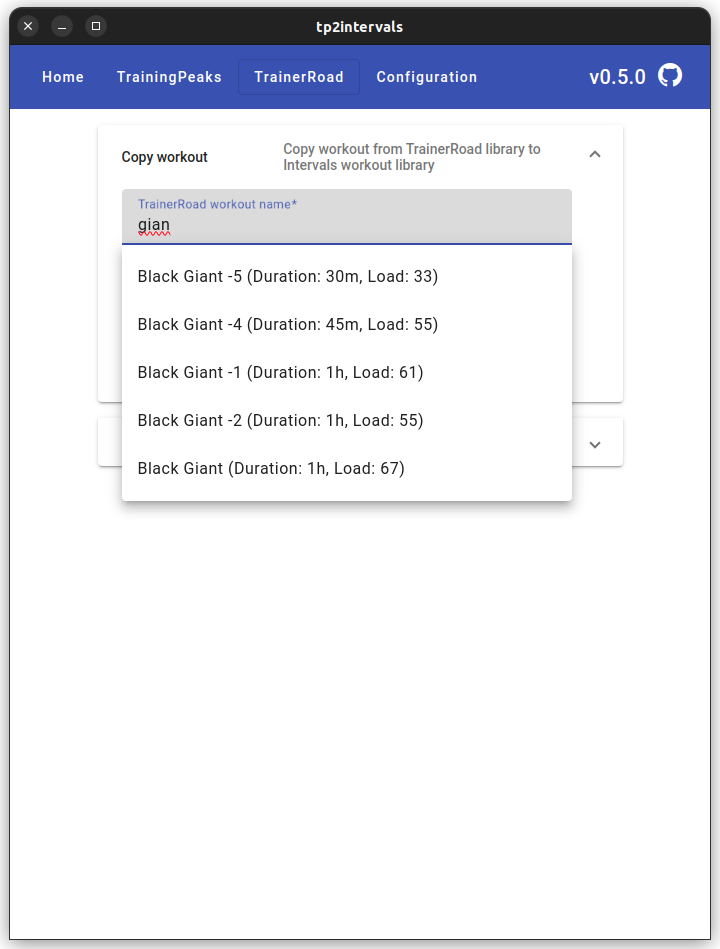 tp2intervals
Home TrainingPeaks TrainerRoad Configuration v0.5.0
Copy workout
Copy workout from TrainerRoad library to
Intervals workout library
TrainerRoad workout name*
gian
Black Giant -5 (Duration: 30m, Load: 33)
Black Giant -4 (Duration: 45m, Load: 55)
Black Giant -1 (Duration: 1h, Load: 61)
Black Giant -2 (Duration: 1h, Load: 55)
Black Giant (Duration: 1h, Load: 67)